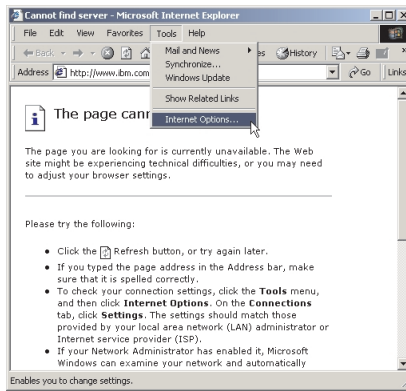 Cannot find server - Microsoft Internet Explorer
File Edit View Favorites Tools Help
Back es History
Address http://www.ibm.com Go Links
Mail and News
Synchronize...
Windows Update
Show Related Links
Internet Options...
The page cann
The page you are looking for is currently unavailable. The Web
site might be experiencing technical difficulties, or you may need
to adjust your browser settings.
Please try the following:
Click the Refresh button, or try again later.
If you typed the page address in the Address bar, make
sure that it is spelled correctly.
To check your connection settings, click the Tools menu,
and then click Internet Options. On the Connections
tab, click Settings. The settings should match those
provided by your local area network (LAN) administrator or
Internet service provider (ISP).
If your Network Administrator has enabled it, Microsoft
Windows can examine your network and automatically
Enables you to change settings.